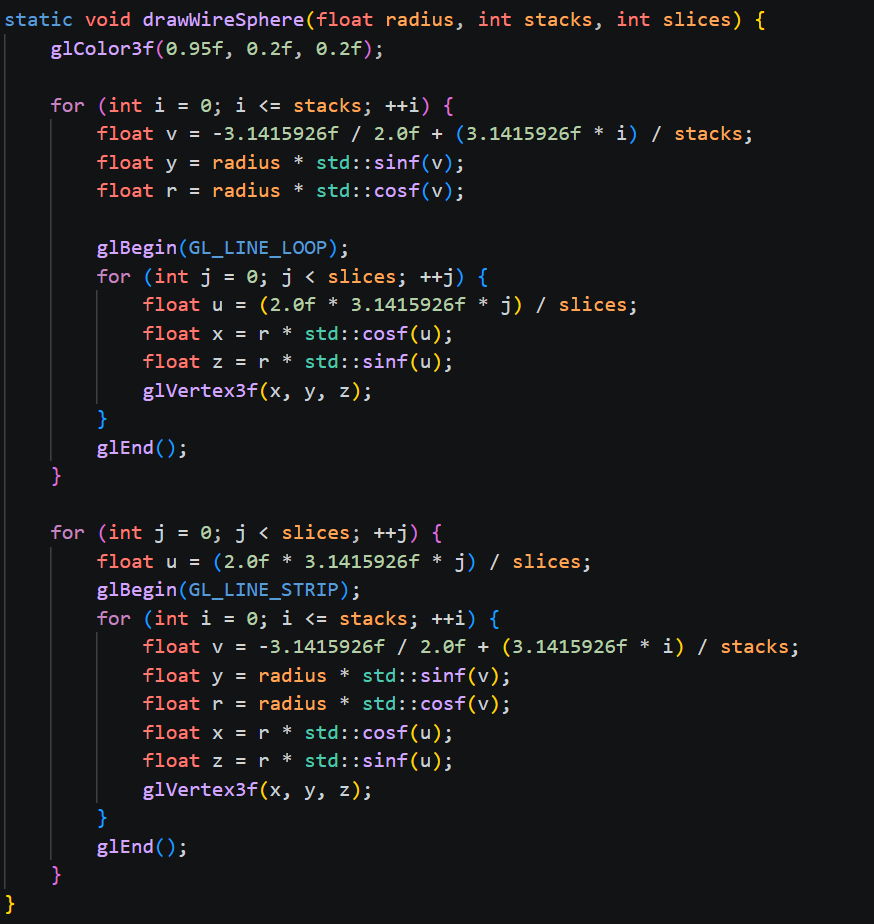 static void drawWireSphere(float radius, int stacks, int slices) {
    glColor3f(0.95f, 0.2f, 0.2f);

    for (int i = 0; i <= stacks; ++i) {
        float v = -3.1415926f / 2.0f + (3.1415926f * i) / stacks;
        float y = radius * std::sinf(v);
        float r = radius * std::cosf(v);

        glBegin(GL_LINE_LOOP);
        for (int j = 0; j < slices; ++j) {
            float u = (2.0f * 3.1415926f * j) / slices;
            float x = r * std::cosf(u);
            float z = r * std::sinf(u);
            glVertex3f(x, y, z);
        }
        glEnd();
    }

    for (int j = 0; j < slices; ++j) {
        float u = (2.0f * 3.1415926f * j) / slices;
        glBegin(GL_LINE_STRIP);
        for (int i = 0; i <= stacks; ++i) {
            float v = -3.1415926f / 2.0f + (3.1415926f * i) / stacks;
            float y = radius * std::sinf(v);
            float r = radius * std::cosf(v);
            float x = r * std::cosf(u);
            float z = r * std::sinf(u);
            glVertex3f(x, y, z);
        }
        glEnd();
    }
}